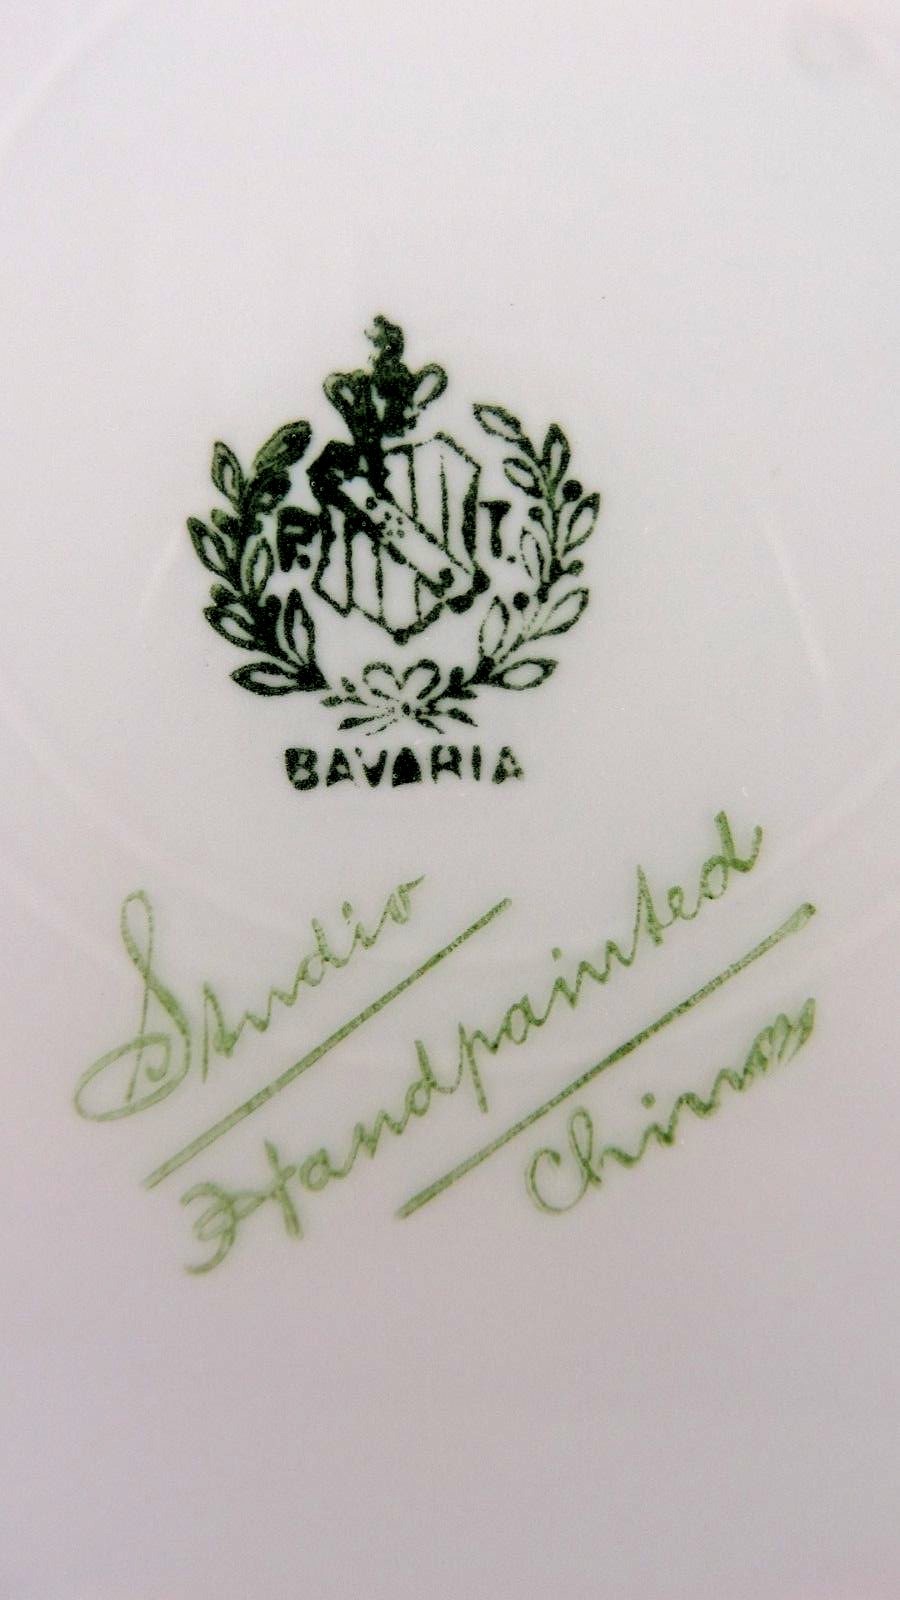 P. T.
BAVARIA
Studio
Handpainted
China